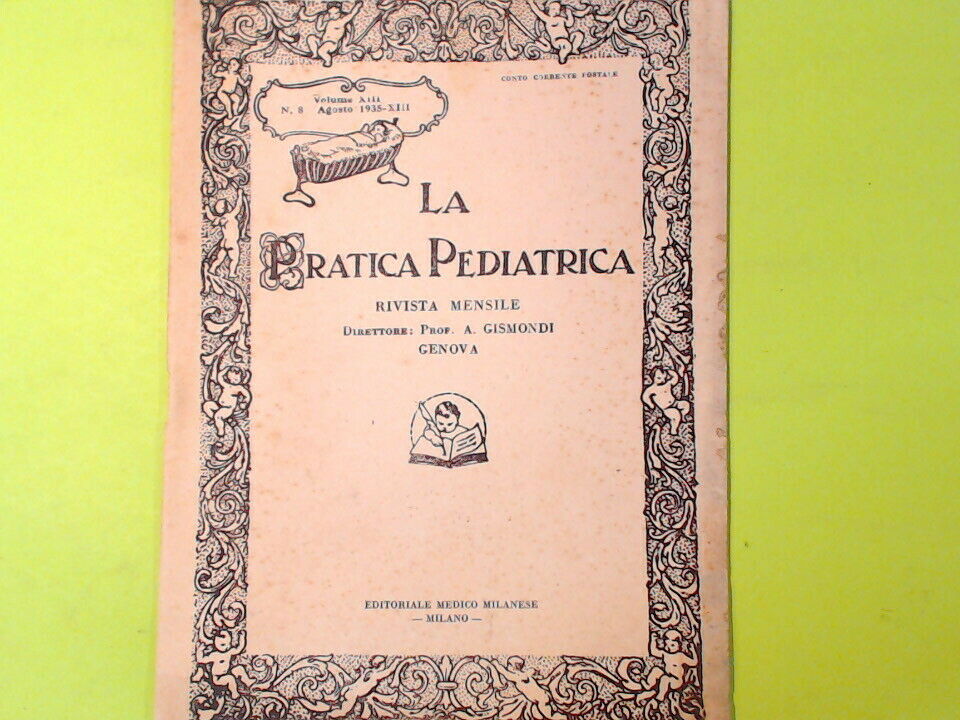 CONTO CORRENTE POSTALE
Volume XIII
N. 8 Agosto 1935-XIII
LA
PRATICA PEDIATRICA
RIVISTA MENSILE
DIRETTORE: PROF. A. GISMONDI
GENOVA
EDITORIALE MEDICO MILANESE
— MILANO —